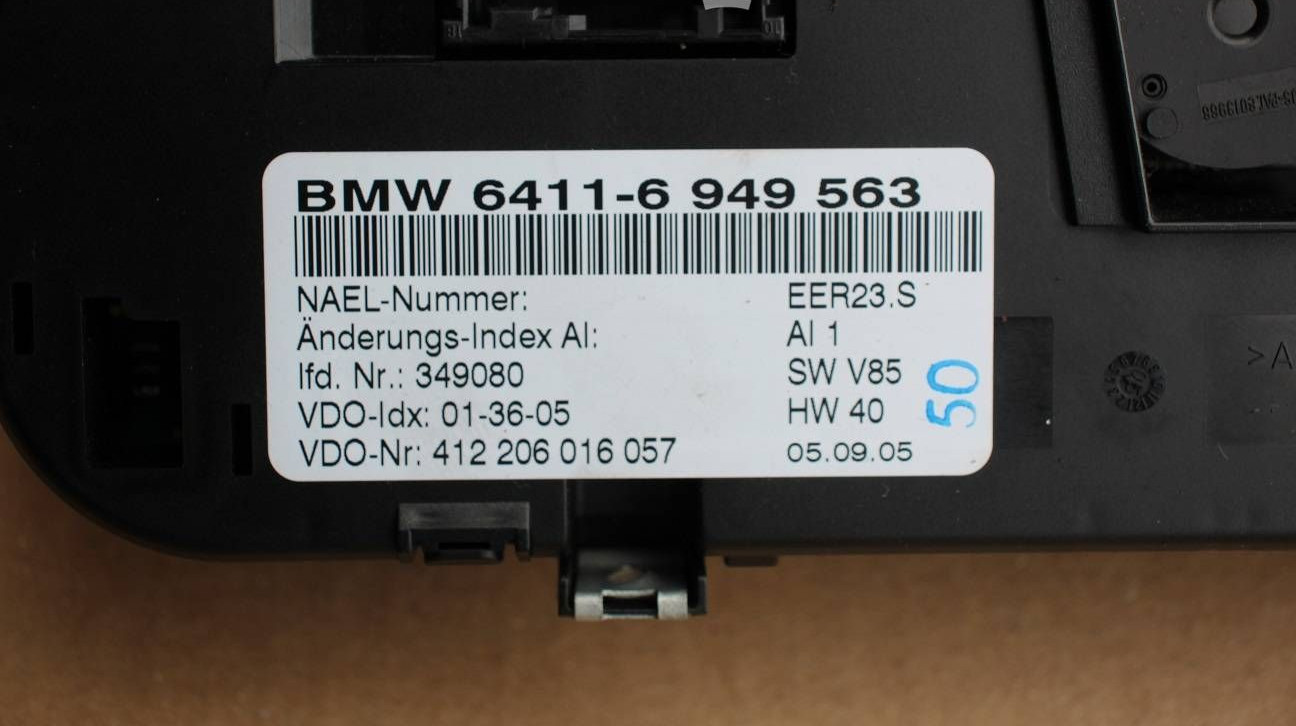 BMW 6411-6 949 563
NAEL-Nummer: EER23.S
Änderungs-Index AI: AI 1
lfd. Nr.: 349080 SW V85
VDO-Idx: 01-36-05 HW 40
VDO-Nr: 412 206 016 057 05.09.05
50
>A